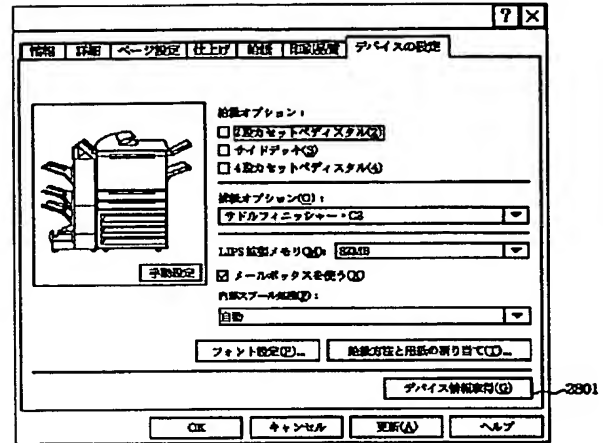 ? ×
情報 詳細 ページ設定 仕上げ 給紙 印刷品質 デバイスの設定
給紙オプション：
2段カセットペディスタル(2)
サイドデッキ(S)
4段カセットペディスタル(4)
排紙オプション(O)：
サドルフィニッシャー・C2
LIPS 拡張メモリ(M): 32MB
手動設定
メールボックスを使う(X)
内部スプール処理(P)：
自動
フォント設定(P)... 給紙方法と用紙の割り当て(T)...
デバイス情報取得(G) 2801
OK キャンセル 更新(A) ヘルプ